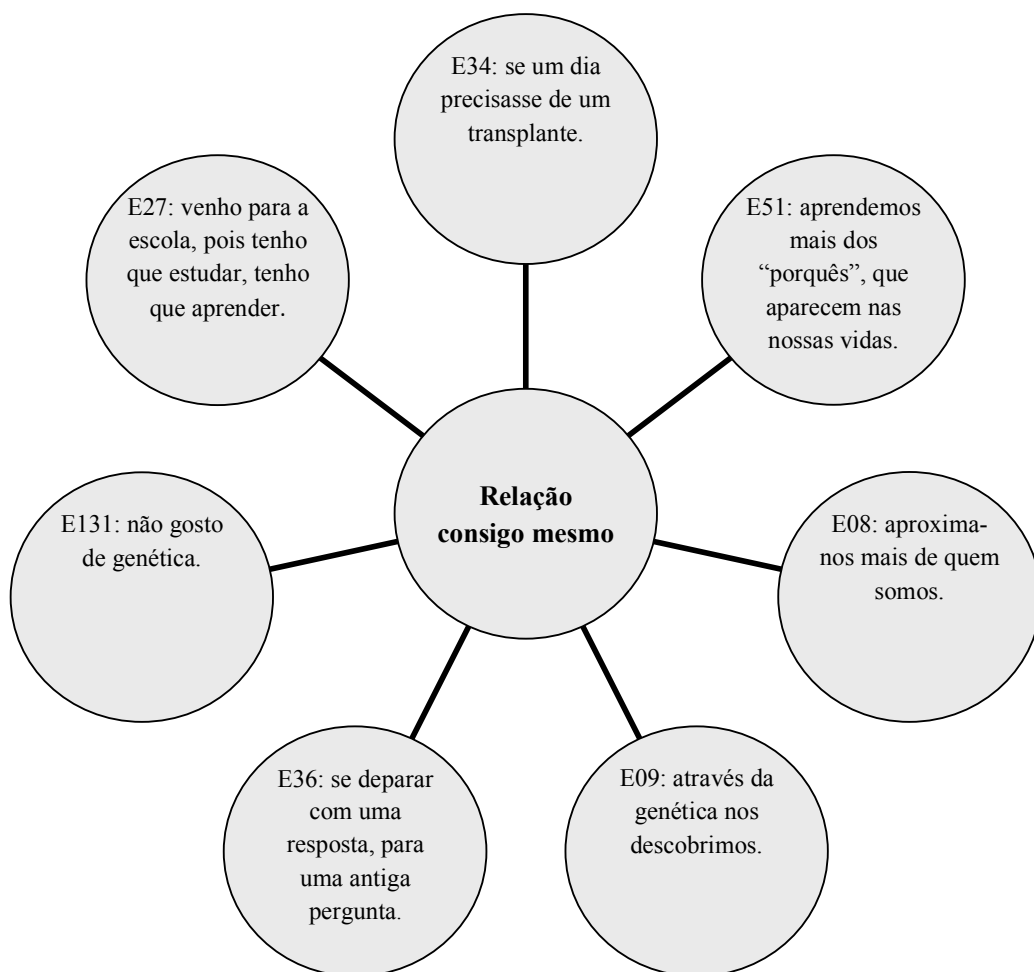 E34: se um dia
precisasse de um
transplante.
E27: venho para a
escola, pois tenho
que estudar, tenho
que aprender.
E51: aprendemos
mais dos
“porquês”, que
aparecem nas
nossas vidas.
Relação
consigo mesmo
E131: não gosto
de genética.
E08: aproxima-
nos mais de quem
somos.
E36: se deparar
com uma
resposta, para
uma antiga
pergunta.
E09: através da
genética nos
descobrimos.